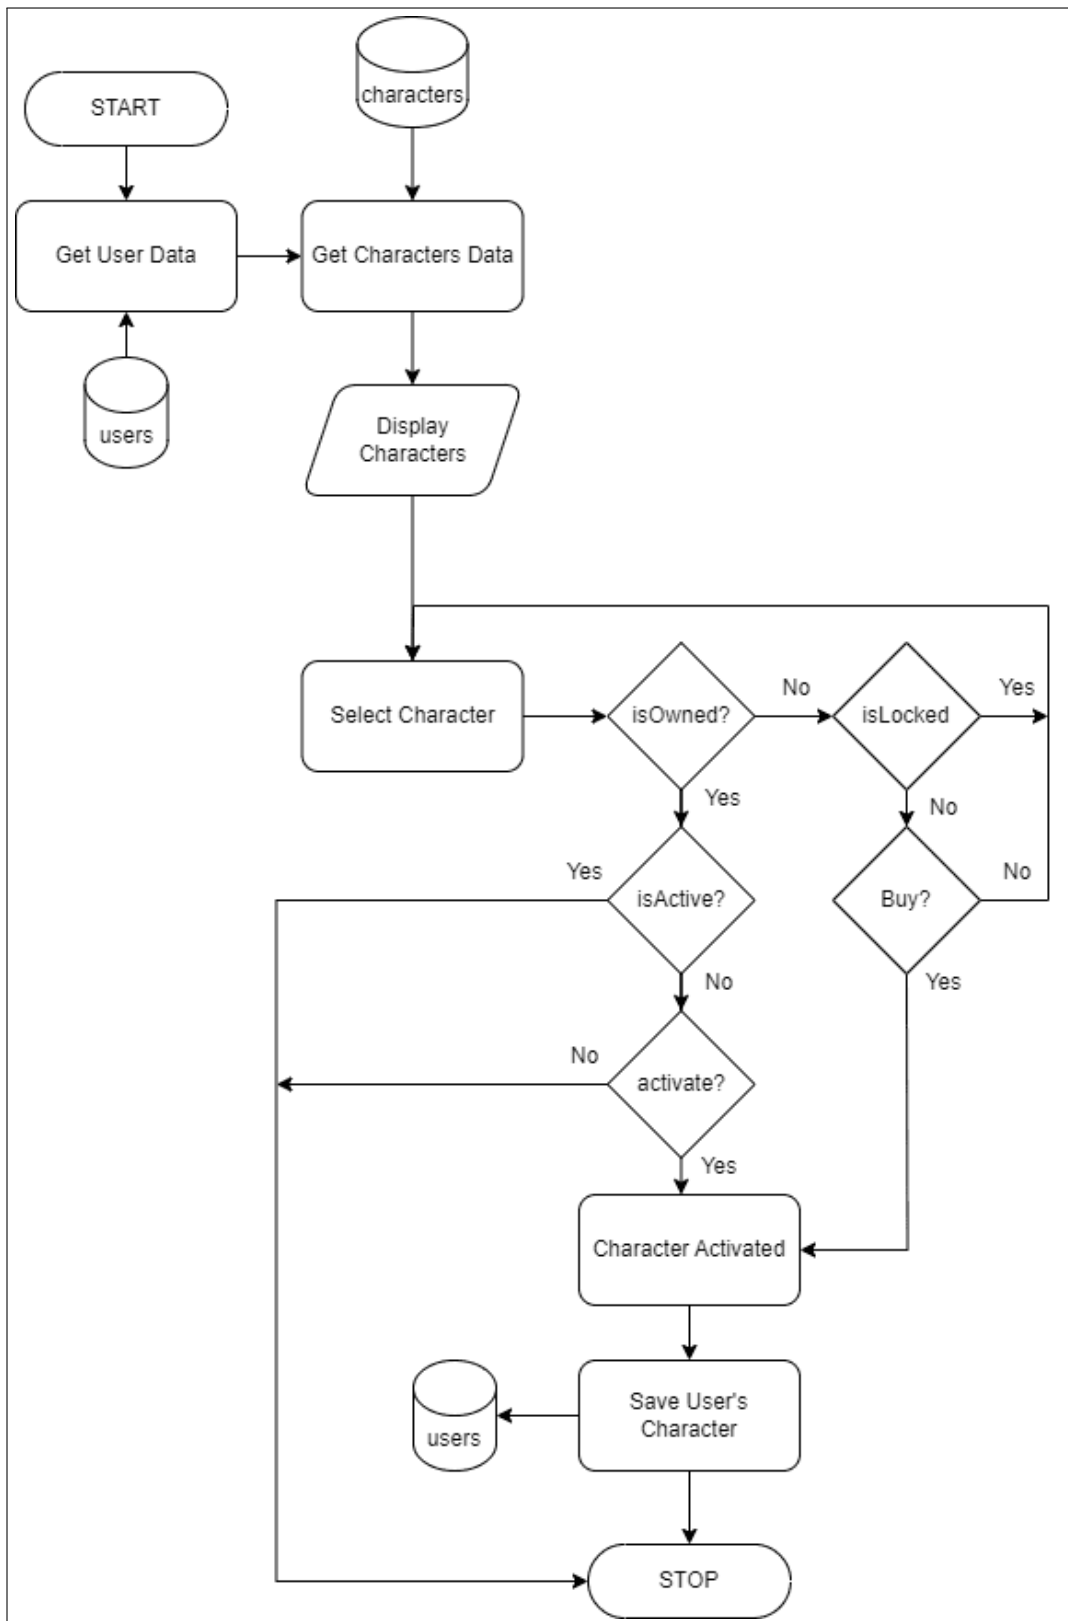 characters
START
Get User Data
Get Characters Data
users
Display
Characters
Select Character
isOwned?
No
isLocked
Yes
Yes
No
Yes
isActive?
Buy?
No
No
Yes
No
activate?
Yes
Character Activated
Save User's
Character
users
STOP